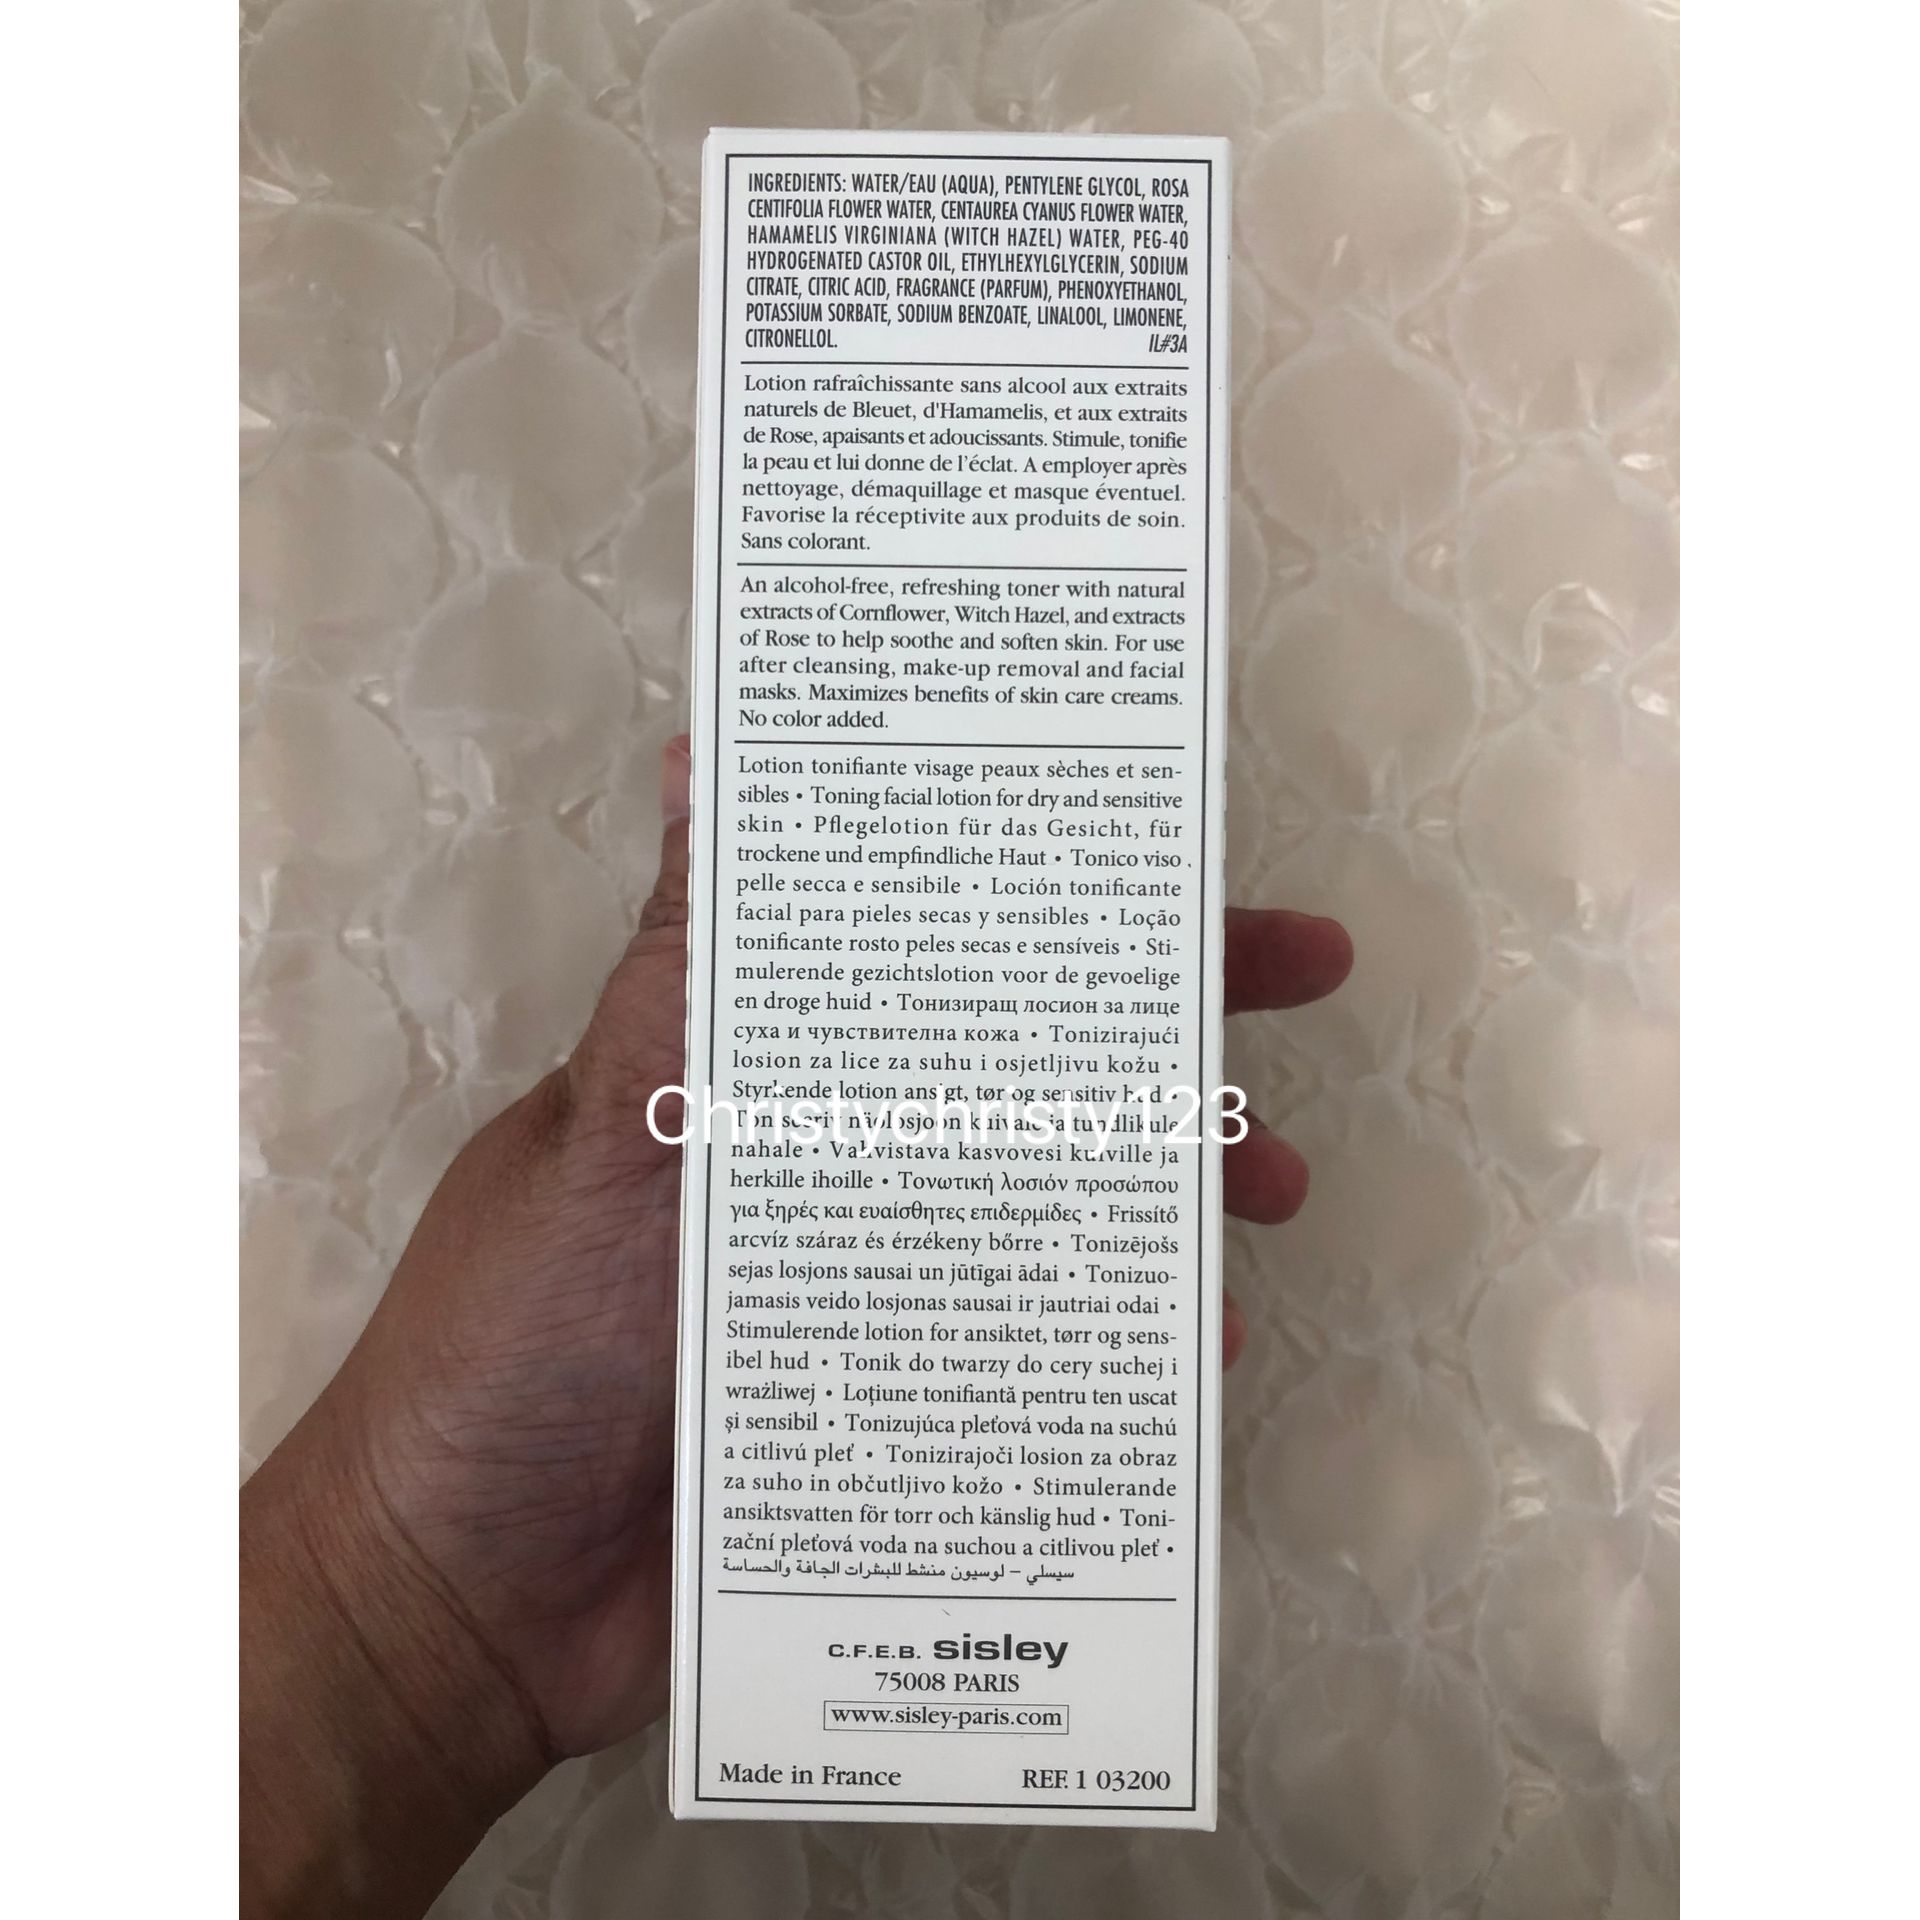 INGREDIENTS: WATER/EAU (AQUA), PENTYLENE GLYCOL, ROSA
CENTIFOLIA FLOWER WATER, CENTAUREA CYANUS FLOWER WATER,
HAMAMELIS VIRGINIANA (WITCH HAZEL) WATER, PEG-40
HYDROGENATED CASTOR OIL, ETHYLHEXYLGLYCERIN, SODIUM
CITRATE, CITRIC ACID, FRAGRANCE (PARFUM), PHENOXYETHANOL,
POTASSIUM SORBATE, SODIUM BENZOATE, LINALOOL, LIMONENE,
CITRONELLOL. IL#3A
Lotion rafraîchissante sans alcool aux extraits
naturels de Bleuet, d'Hamamelis, et aux extraits
de Rose, apaisants et adoucissants. Stimule, tonifie
la peau et lui donne de l'éclat. A employer après
nettoyage, démaquillage et masque éventuel.
Favorise la réceptivite aux produits de soin.
Sans colorant.
An alcohol-free, refreshing toner with natural
extracts of Cornflower, Witch Hazel, and extracts
of Rose to help soothe and soften skin. For use
after cleansing, make-up removal and facial
masks. Maximizes benefits of skin care creams.
No color added.
Lotion tonifiante visage peaux sèches et sen-
sibles • Toning facial lotion for dry and sensitive
skin • Pflegelotion für das Gesicht, für
trockene und empfindliche Haut • Tonico viso .
pelle secca e sensibile • Loción tonificante
facial para pieles secas y sensibles • Loção
tonificante rosto peles secas e sensíveis • Sti-
mulerende gezichtslotion voor de gevoelige
en droge huid • Тонизиращ лосион за лице
суха и чувствителна кожа • Tonizirajući
losion za lice za suhu i osjetljivu kožu •
Styrkende lotion ansigt, tør og sensitiv hud •
Christychristy123
näolosjoon kuivale ja tundlikule
nahale • Vahvistava kasvovesi kuiville ja
herkille ihoille • Τονωτική λοσιόν προσώπου
για ξηρές και ευαίσθητες επιδερμίδες • Frissítő
arcvíz száraz és érzékeny bőrre • Tonizējošs
sejas losjons sausai un jūtīgai ādai • Tonizuo-
jamasis veido losjonas sausai ir jautriai odai •
Stimulerende lotion for ansiktet, tørr og sens-
ibel hud • Tonik do twarzy do cery suchej i
wrażliwej • Loțiune tonifiantă pentru ten uscat
și sensibil • Tonizujúca pleťová voda na suchú
a citlivú pleť • Tonizirajoči losion za obraz
za suho in občutljivo kožo • Stimulerande
ansiktsvatten för torr och känslig hud • Toni-
zační pleťová voda na suchou a citlivou pleť •
سيسلي – لوسيون منشط للبشرات الجافة والحساسة
C.F.E.B. sisley
75008 PARIS
www.sisley-paris.com
Made in France REF. 1 03200